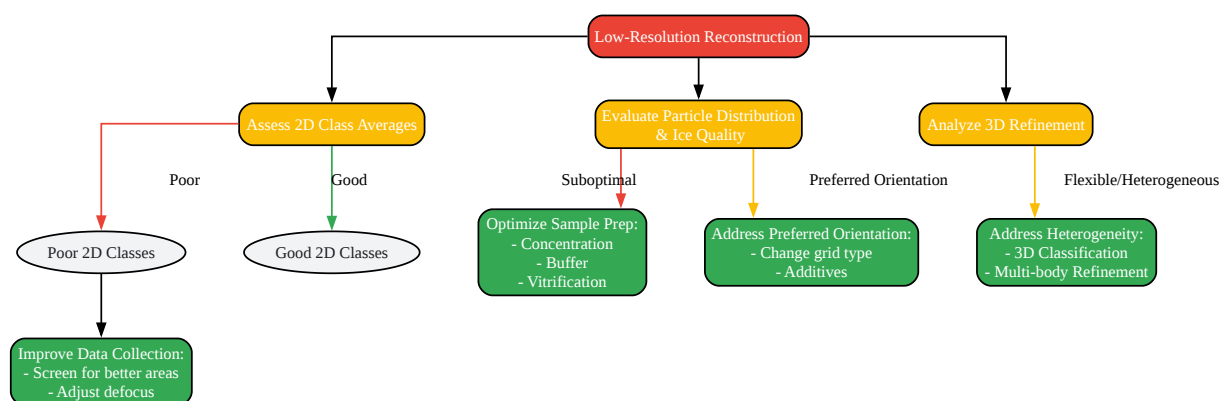 Low-Resolution Reconstruction
Assess 2D Class Averages
Evaluate Particle Distribution
& Ice Quality
Analyze 3D Refinement
Poor
Good
Suboptimal
Preferred Orientation
Flexible/Heterogeneous
Poor 2D Classes
Good 2D Classes
Optimize Sample Prep:
- Concentration
- Buffer
- Vitrification
Address Preferred Orientation:
- Change grid type
- Additives
Address Heterogeneity:
- 3D Classification
- Multi-body Refinement
Improve Data Collection:
- Screen for better areas
- Adjust defocus